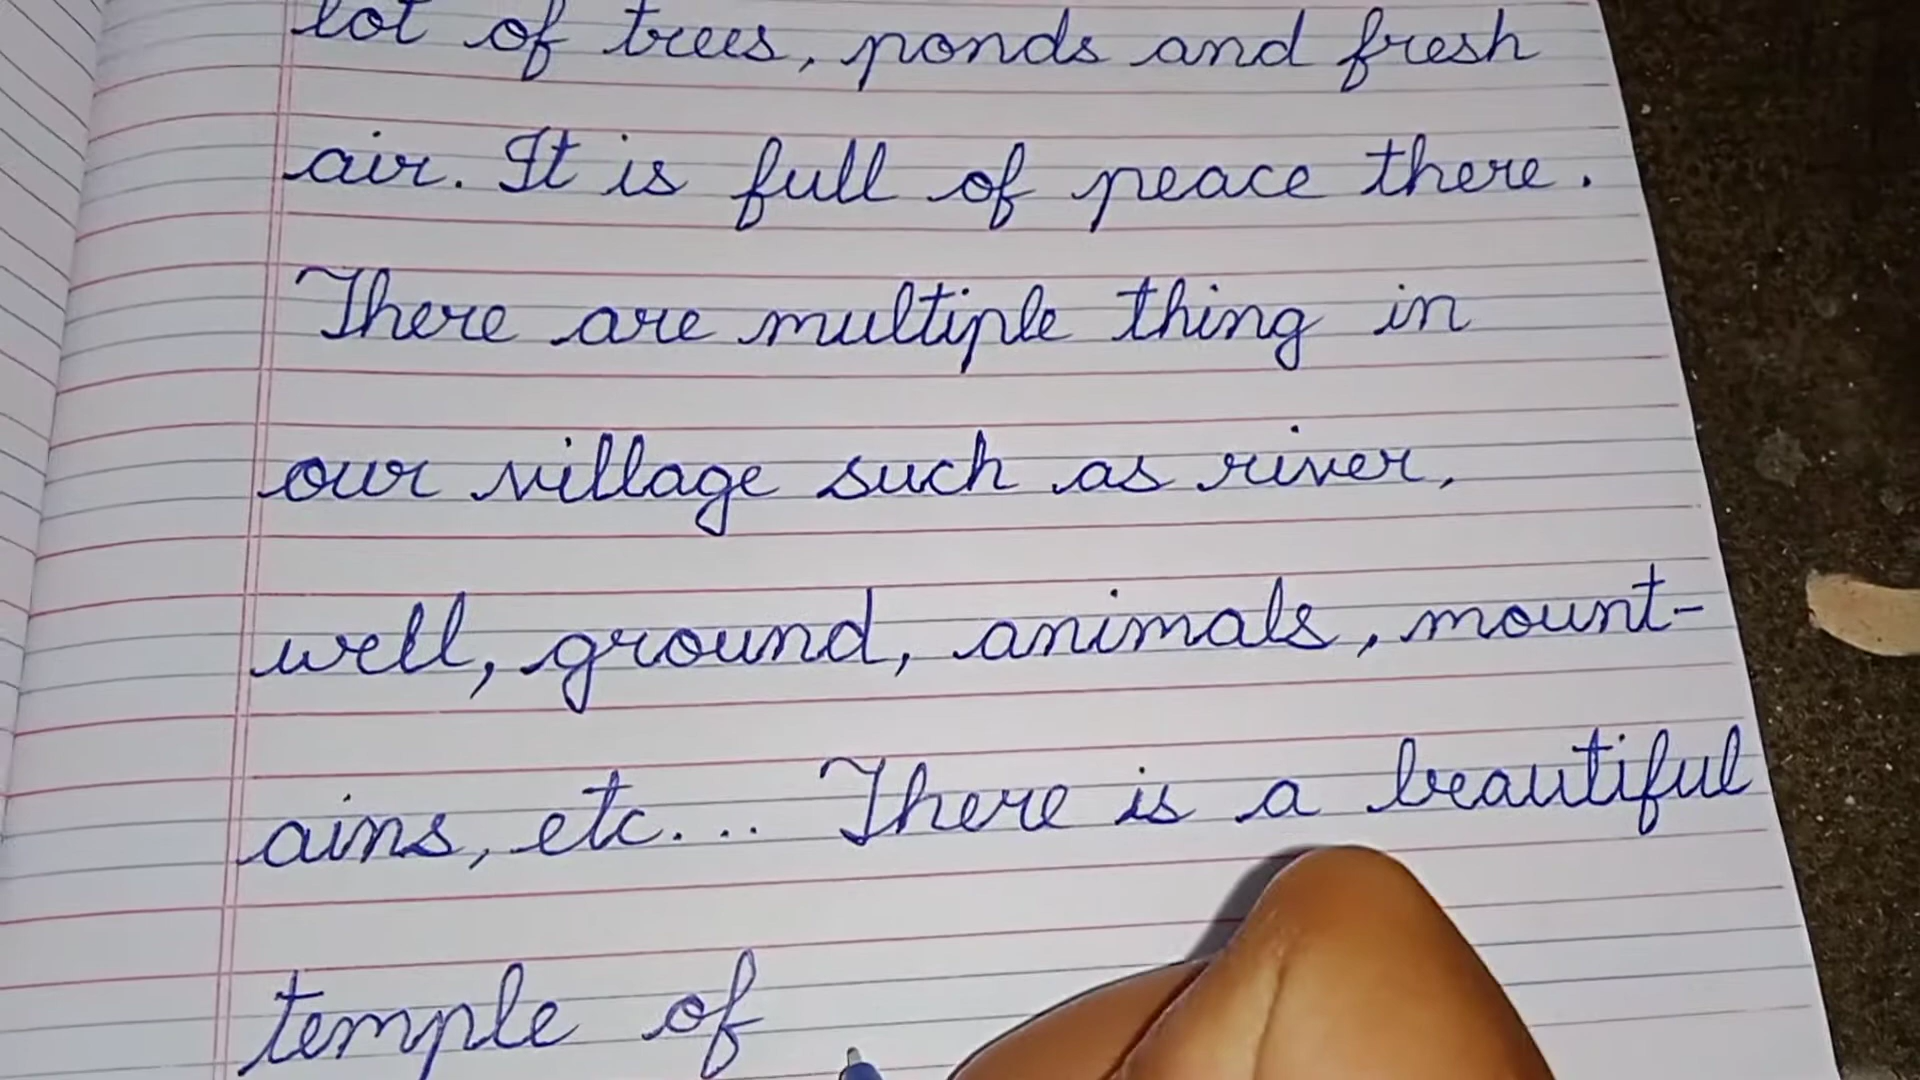 lot of trees, ponds and fresh
air. It is full of peace there.
There are multiple thing in
our village such as river,
well, ground, animals, mount-
ains, etc... There is a beautiful
temple of